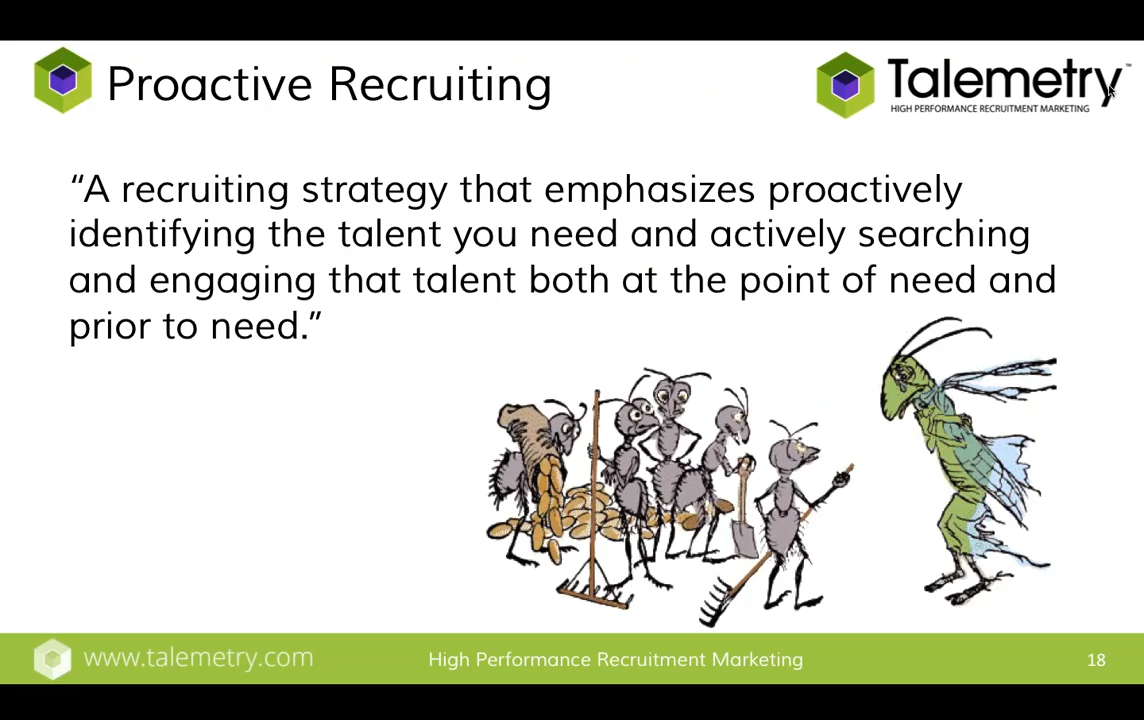 Proactive Recruiting
Talemetry™
HIGH PERFORMANCE RECRUITMENT MARKETING
“A recruiting strategy that emphasizes proactively
identifying the talent you need and actively searching
and engaging that talent both at the point of need and
prior to need.”
www.talemetry.com
High Performance Recruitment Marketing
18